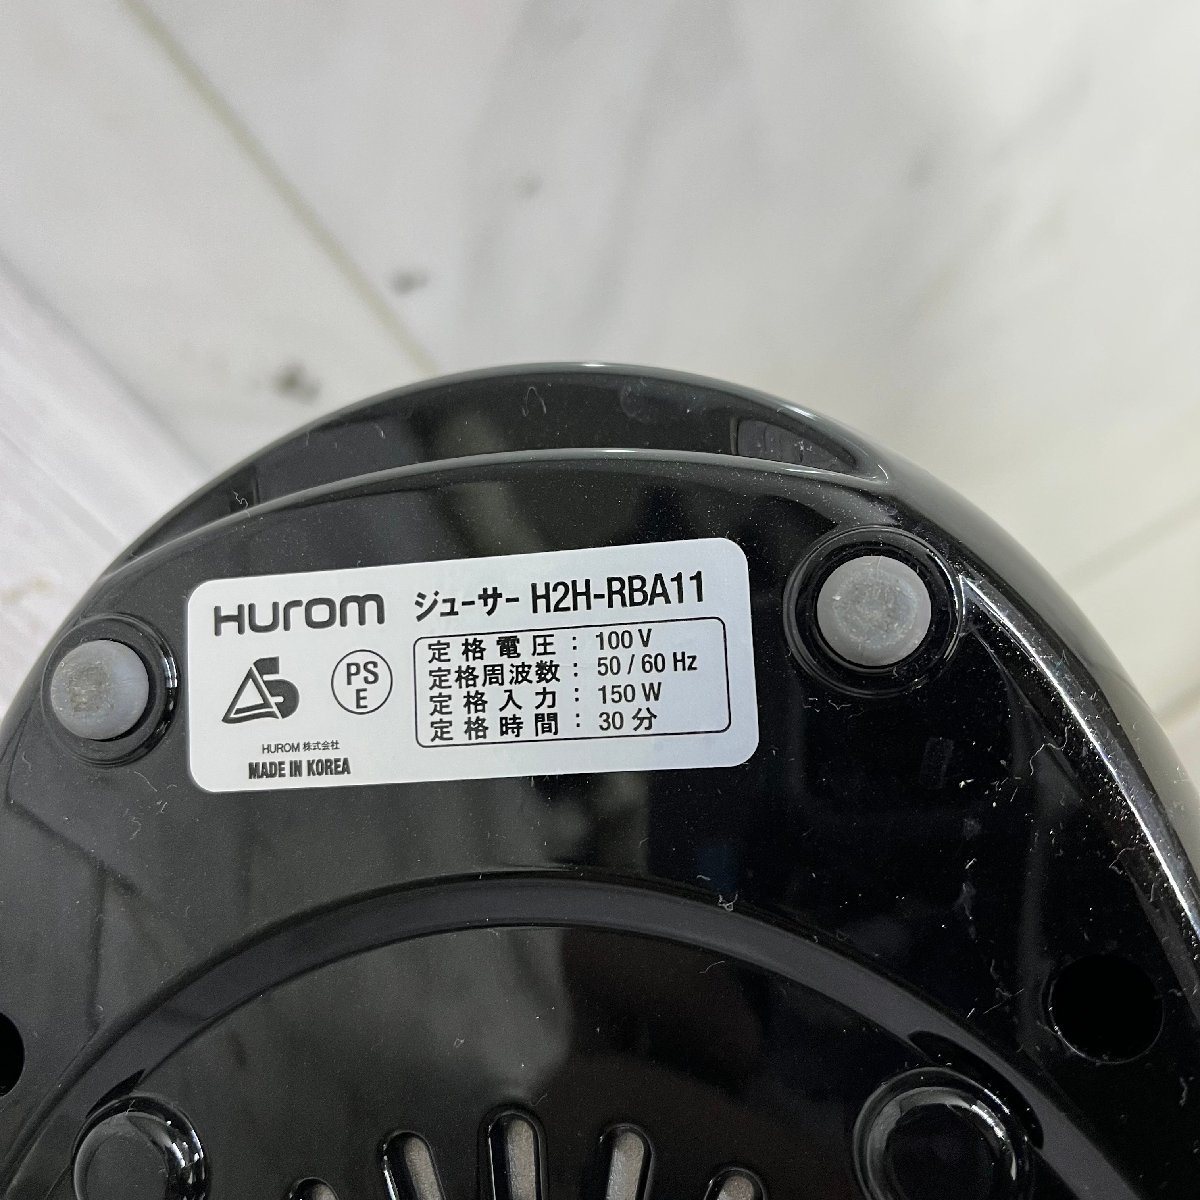 HUROM ジューサー H2H-RBA11
定格電圧 : 100 V
定格周波数 : 50 / 60 Hz
定格入力 : 150 W
定格時間 : 30 分
S
PS
E
HUROM 株式会社
MADE IN KOREA